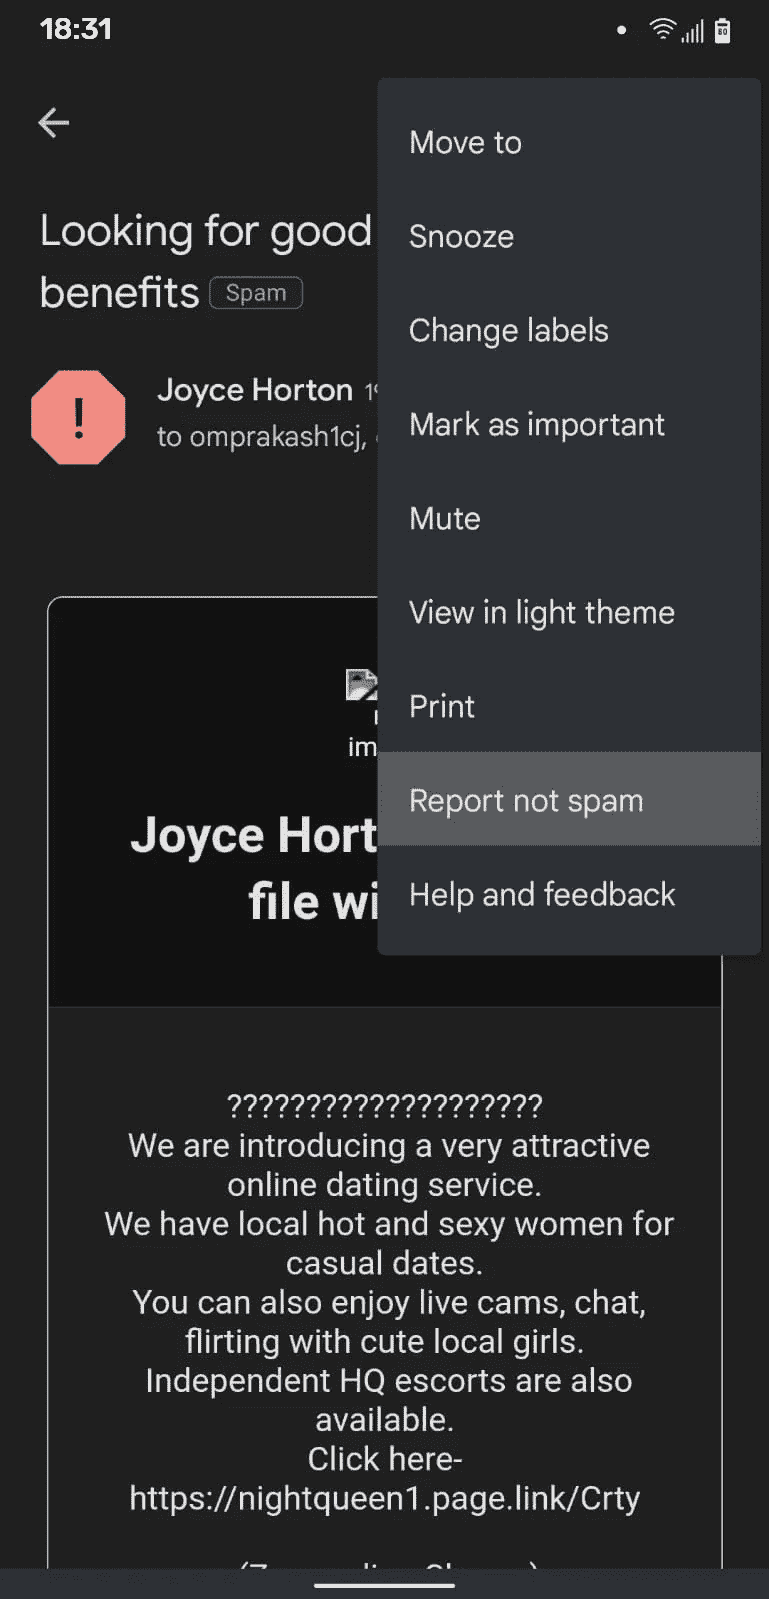 18:31
80
Move to
Snooze
Change labels
Mark as important
Mute
View in light theme
Print
Report not spam
Help and feedback
Looking for good
benefits Spam
Joyce Horton
to omprakash1cj,
im
Joyce Hort
file wi
????????????????????
We are introducing a very attractive
online dating service.
We have local hot and sexy women for
casual dates.
You can also enjoy live cams, chat,
flirting with cute local girls.
Independent HQ escorts are also
available.
Click here-
https://nightqueen1.page.link/Crty